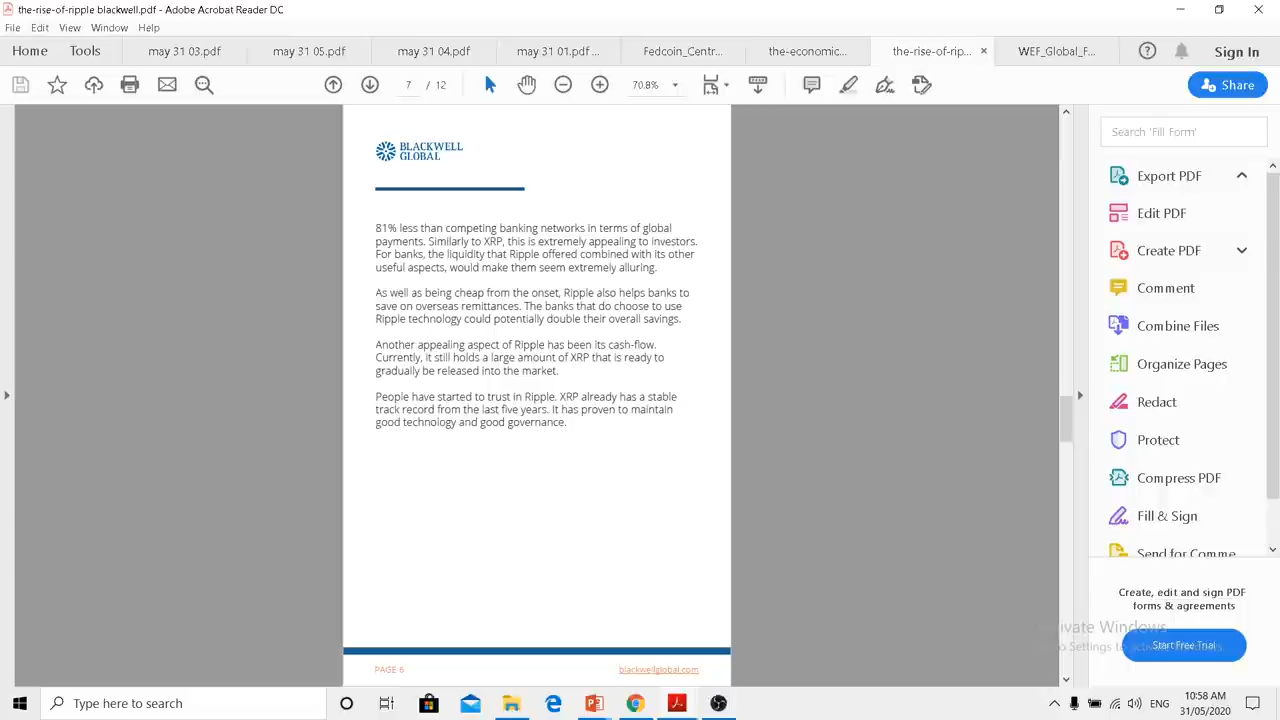 the-rise-of-ripple blackwell.pdf - Adobe Acrobat Reader DC
File Edit View Window Help
Home Tools may 31 03.pdf may 31 05.pdf may 31 04.pdf may 31 01.pdf ... Fedcoin_Centr... the-economic... the-rise-of-rip... × WEF_Global_F... Sign In
7 / 12 70.8% Share
BLACKWELL
GLOBAL
81% less than competing banking networks in terms of global
payments. Similarly to XRP, this is extremely appealing to investors.
For banks, the liquidity that Ripple offered combined with its other
useful aspects, would make them seem extremely alluring.
As well as being cheap from the onset, Ripple also helps banks to
save on overseas remittances. The banks that do choose to use
Ripple technology could potentially double their overall savings.
Another appealing aspect of Ripple has been its cash-flow.
Currently, it still holds a large amount of XRP that is ready to
gradually be released into the market.
People have started to trust in Ripple. XRP already has a stable
track record from the last five years. It has proven to maintain
good technology and good governance.
PAGE 6 blackwellglobal.com
Search 'Fill Form'
Export PDF
Edit PDF
Create PDF
Comment
Combine Files
Organize Pages
Redact
Protect
Compress PDF
Fill & Sign
Send for Comme
Create, edit and sign PDF
forms & agreements
Start Free Trial
Windows
Settings to
Type here to search
ENG
10:58 AM
31/05/2020